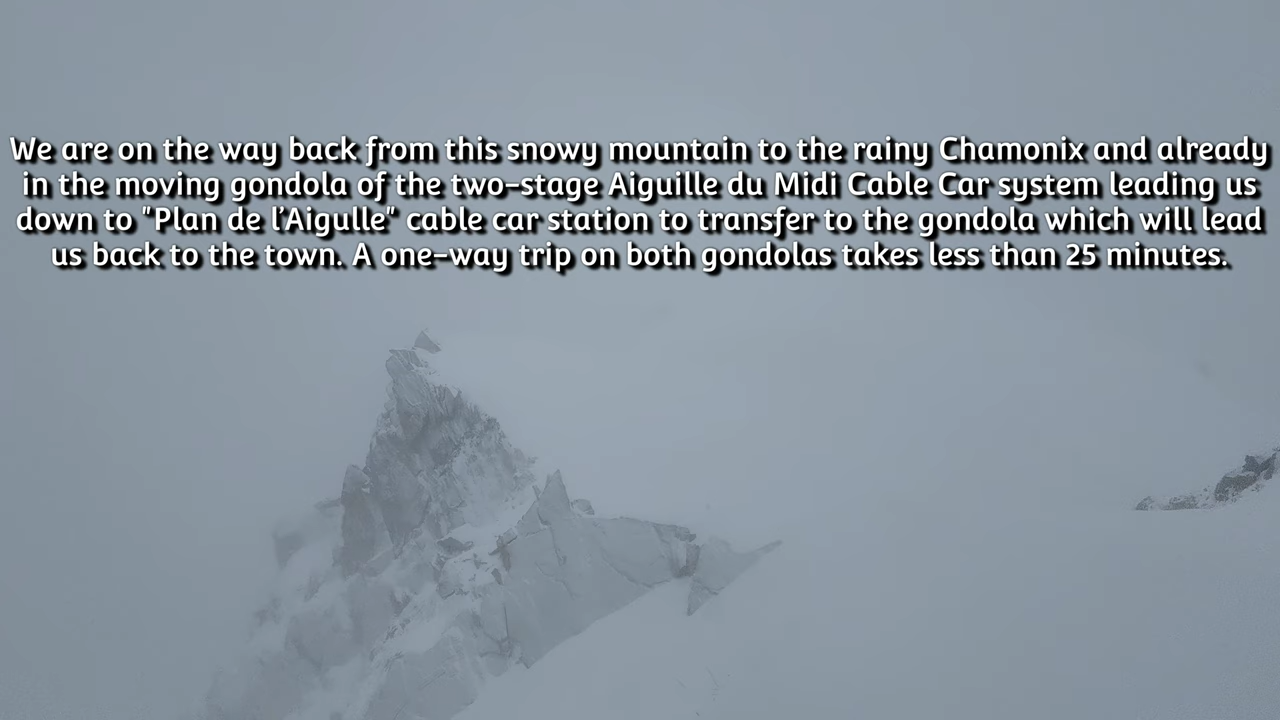 We are on the way back from this snowy mountain to the rainy Chamonix and already
in the moving gondola of the two-stage Aiguille du Midi Cable Car system leading us
down to "Plan de l'Aigulle" cable car station to transfer to the gondola which will lead
us back to the town. A one-way trip on both gondolas takes less than 25 minutes.